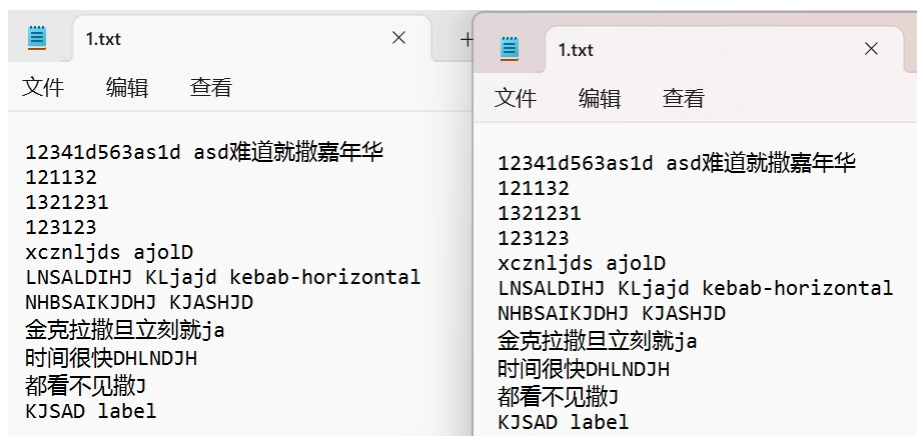 1.txt
文件 编辑 查看
12341d563as1d asd难道就撒嘉年华
121132
1321231
123123
xcznljds ajolD
LNSALDIHJ KLjajd kebab-horizontal
NHBSAIKJDHJ KJASHJD
金克拉撒旦立刻就ja
时间很快DHLNDJH
都看不见撒J
KJSAD label
1.txt
文件 编辑 查看
12341d563as1d asd难道就撒嘉年华
121132
1321231
123123
xcznljds ajolD
LNSALDIHJ KLjajd kebab-horizontal
NHBSAIKJDHJ KJASHJD
金克拉撒旦立刻就ja
时间很快DHLNDJH
都看不见撒J
KJSAD label